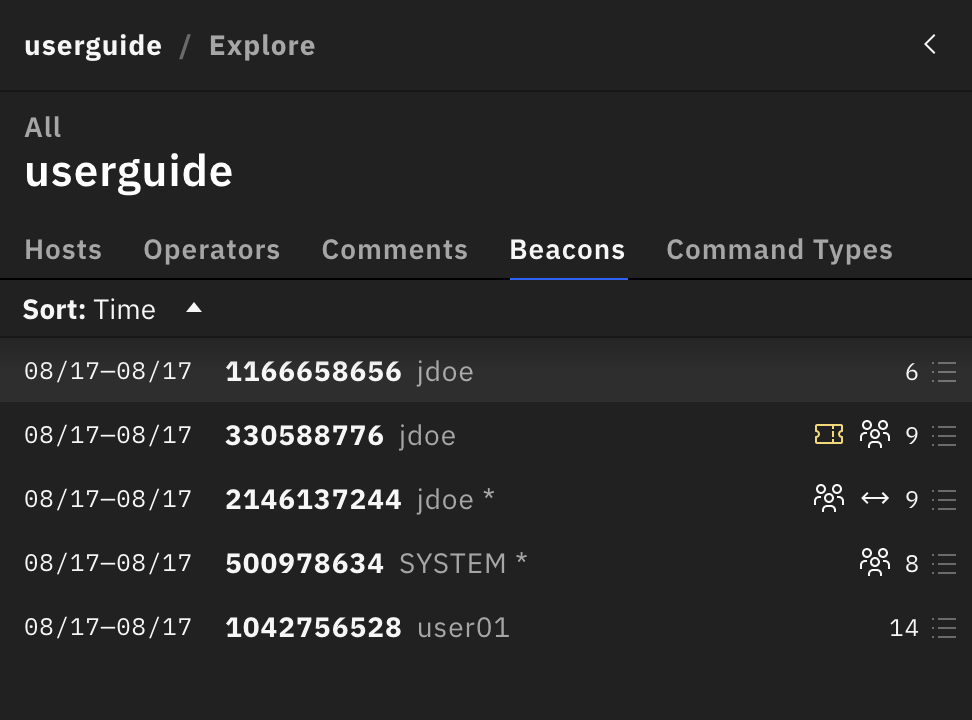 userguide / Explore
All
userguide
Hosts Operators Comments Beacons Command Types
Sort: Time
08/17—08/17 1166658656 jdoe 6
08/17—08/17 330588776 jdoe 9
08/17—08/17 2146137244 jdoe * 9
08/17—08/17 500978634 SYSTEM * 8
08/17—08/17 1042756528 user01 14